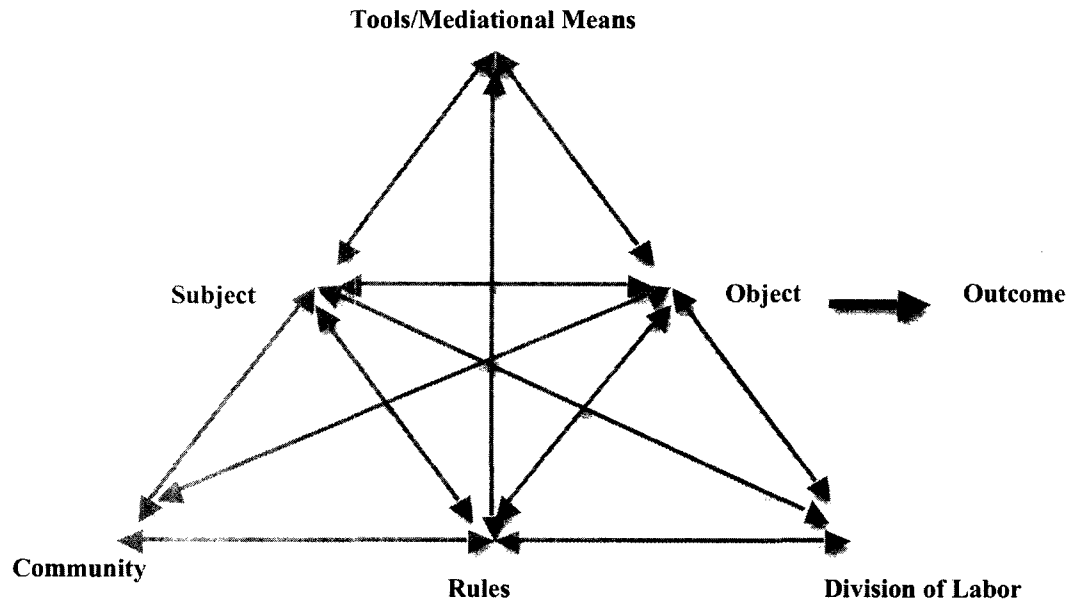 Tools/Mediational Means
Subject
Object
Outcome
Community
Rules
Division of Labor